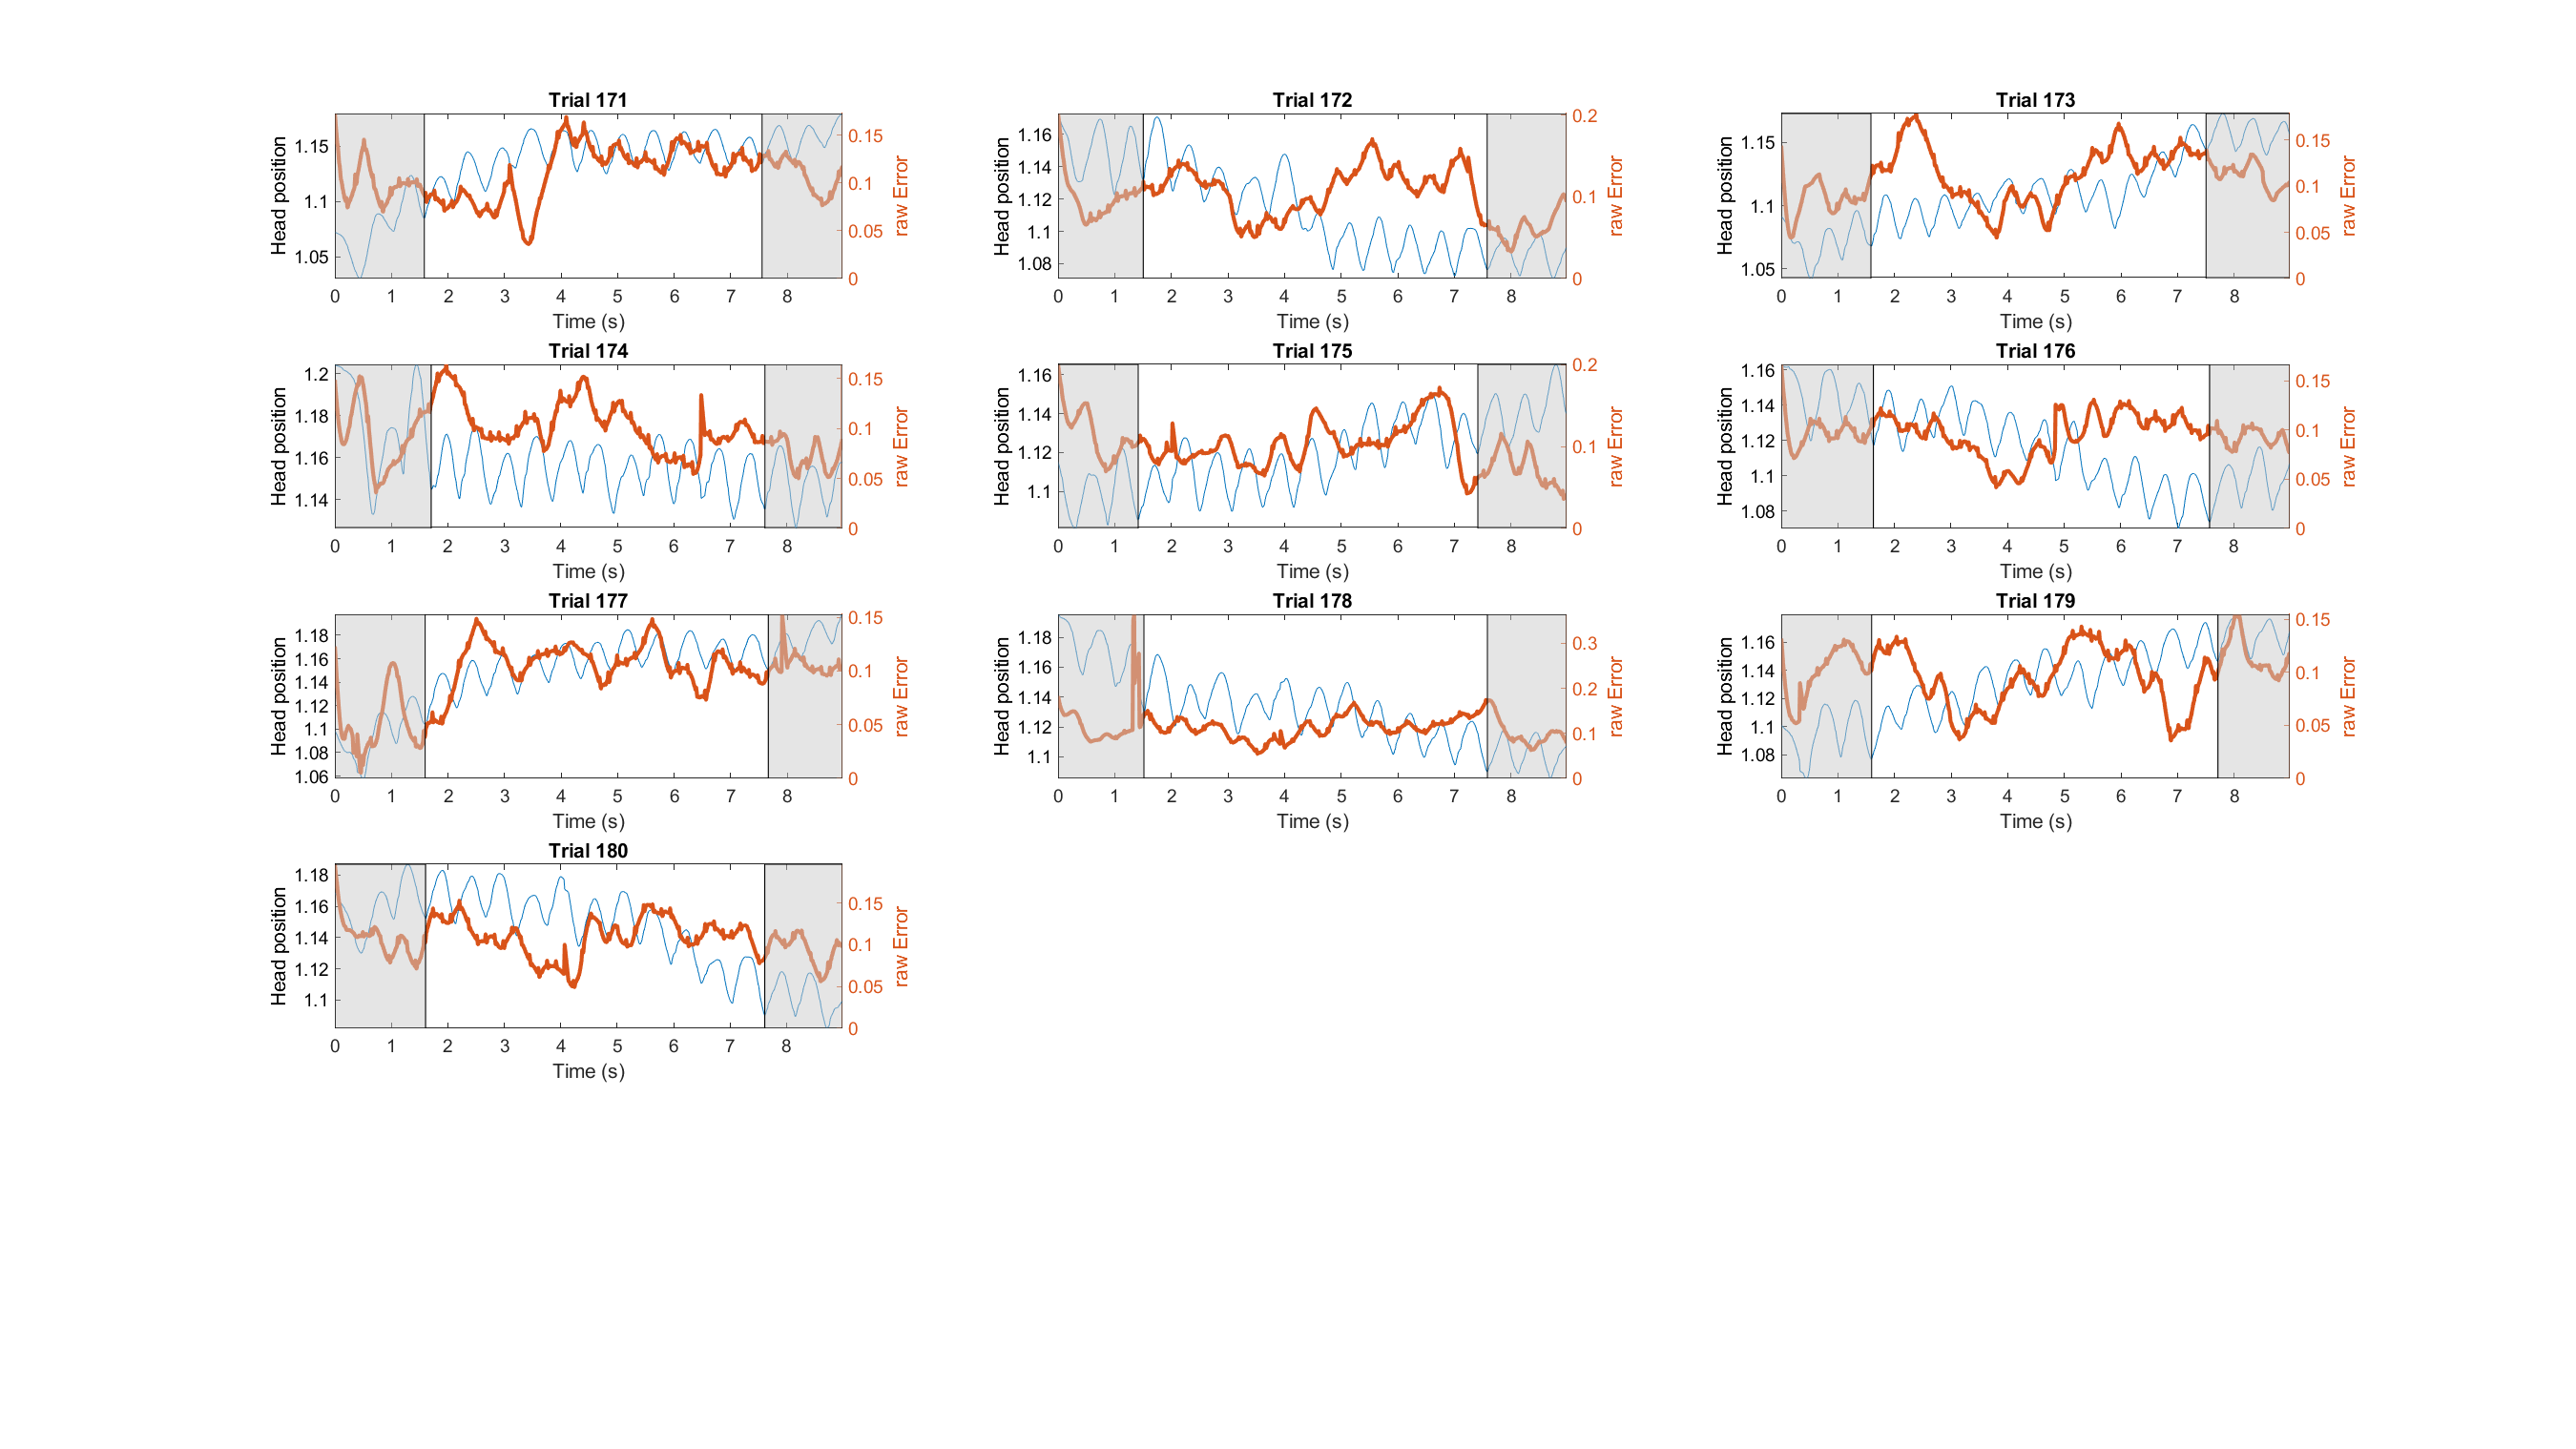 Trial 171
Head position
1.15
1.1
1.05
0.15
0.1
0.05
0
raw Error
0 1 2 3 4 5 6 7 8
Time (s)
Trial 172
Head position
1.16
1.14
1.12
1.1
1.08
0.2
0.1
0
raw Error
0 1 2 3 4 5 6 7 8
Time (s)
Trial 173
Head position
1.15
1.1
1.05
0.15
0.1
0.05
0
raw Error
0 1 2 3 4 5 6 7 8
Time (s)
Trial 174
Head position
1.2
1.18
1.16
1.14
0.15
0.1
0.05
0
raw Error
0 1 2 3 4 5 6 7 8
Time (s)
Trial 175
Head position
1.16
1.14
1.12
1.1
0.2
0.1
0
raw Error
0 1 2 3 4 5 6 7 8
Time (s)
Trial 176
Head position
1.16
1.14
1.12
1.1
1.08
0.15
0.1
0.05
0
raw Error
0 1 2 3 4 5 6 7 8
Time (s)
Trial 177
Head position
1.18
1.16
1.14
1.12
1.1
1.08
1.06
0.15
0.1
0.05
0
raw Error
0 1 2 3 4 5 6 7 8
Time (s)
Trial 178
Head position
1.18
1.16
1.14
1.12
1.1
0.3
0.2
0.1
0
raw Error
0 1 2 3 4 5 6 7 8
Time (s)
Trial 179
Head position
1.16
1.14
1.12
1.1
1.08
0.15
0.1
0.05
0
raw Error
0 1 2 3 4 5 6 7 8
Time (s)
Trial 180
Head position
1.18
1.16
1.14
1.12
1.1
0.15
0.1
0.05
0
raw Error
0 1 2 3 4 5 6 7 8
Time (s)